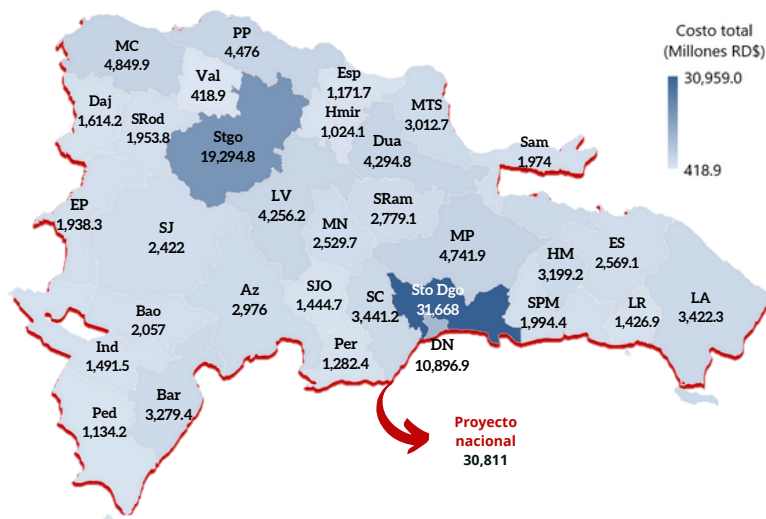 Costo total
(Millones RD$)
30,959.0
418.9
MC
4,849.9
PP
4,476
Val
418.9
Esp
1,171.7
MTS
3,012.7
Daj
1,614.2
SRod
1,953.8
Hmir
1,024.1
Stgo
19,294.8
Dua
4,294.8
Sam
1,974
EP
1,938.3
SJ
2,422
LV
4,256.2
SRam
2,779.1
MN
2,529.7
MP
4,741.9
HM
3,199.2
ES
2,569.1
Az
2,976
SJO
1,444.7
SC
3,441.2
Sto Dgo
31,668
SPM
1,994.4
LR
1,426.9
LA
3,422.3
Bao
2,057
Ind
1,491.5
Per
1,282.4
DN
10,896.9
Bar
3,279.4
Ped
1,134.2
Proyecto
nacional
30,811